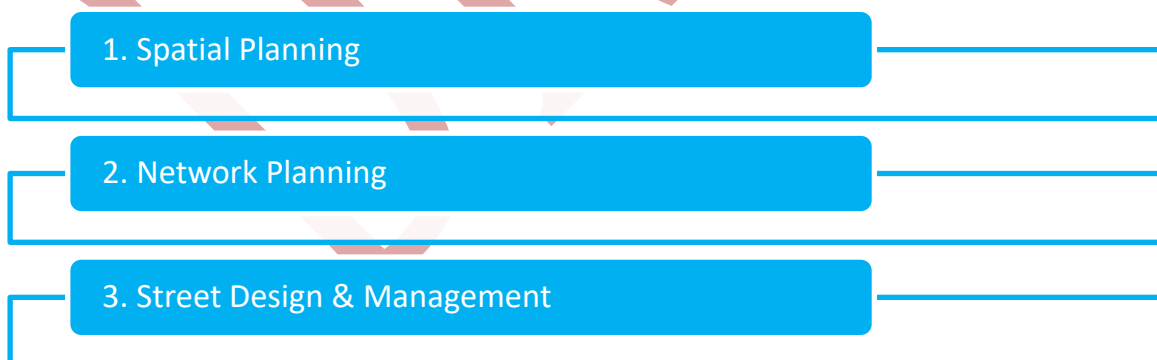 1. Spatial Planning
2. Network Planning
3. Street Design & Management